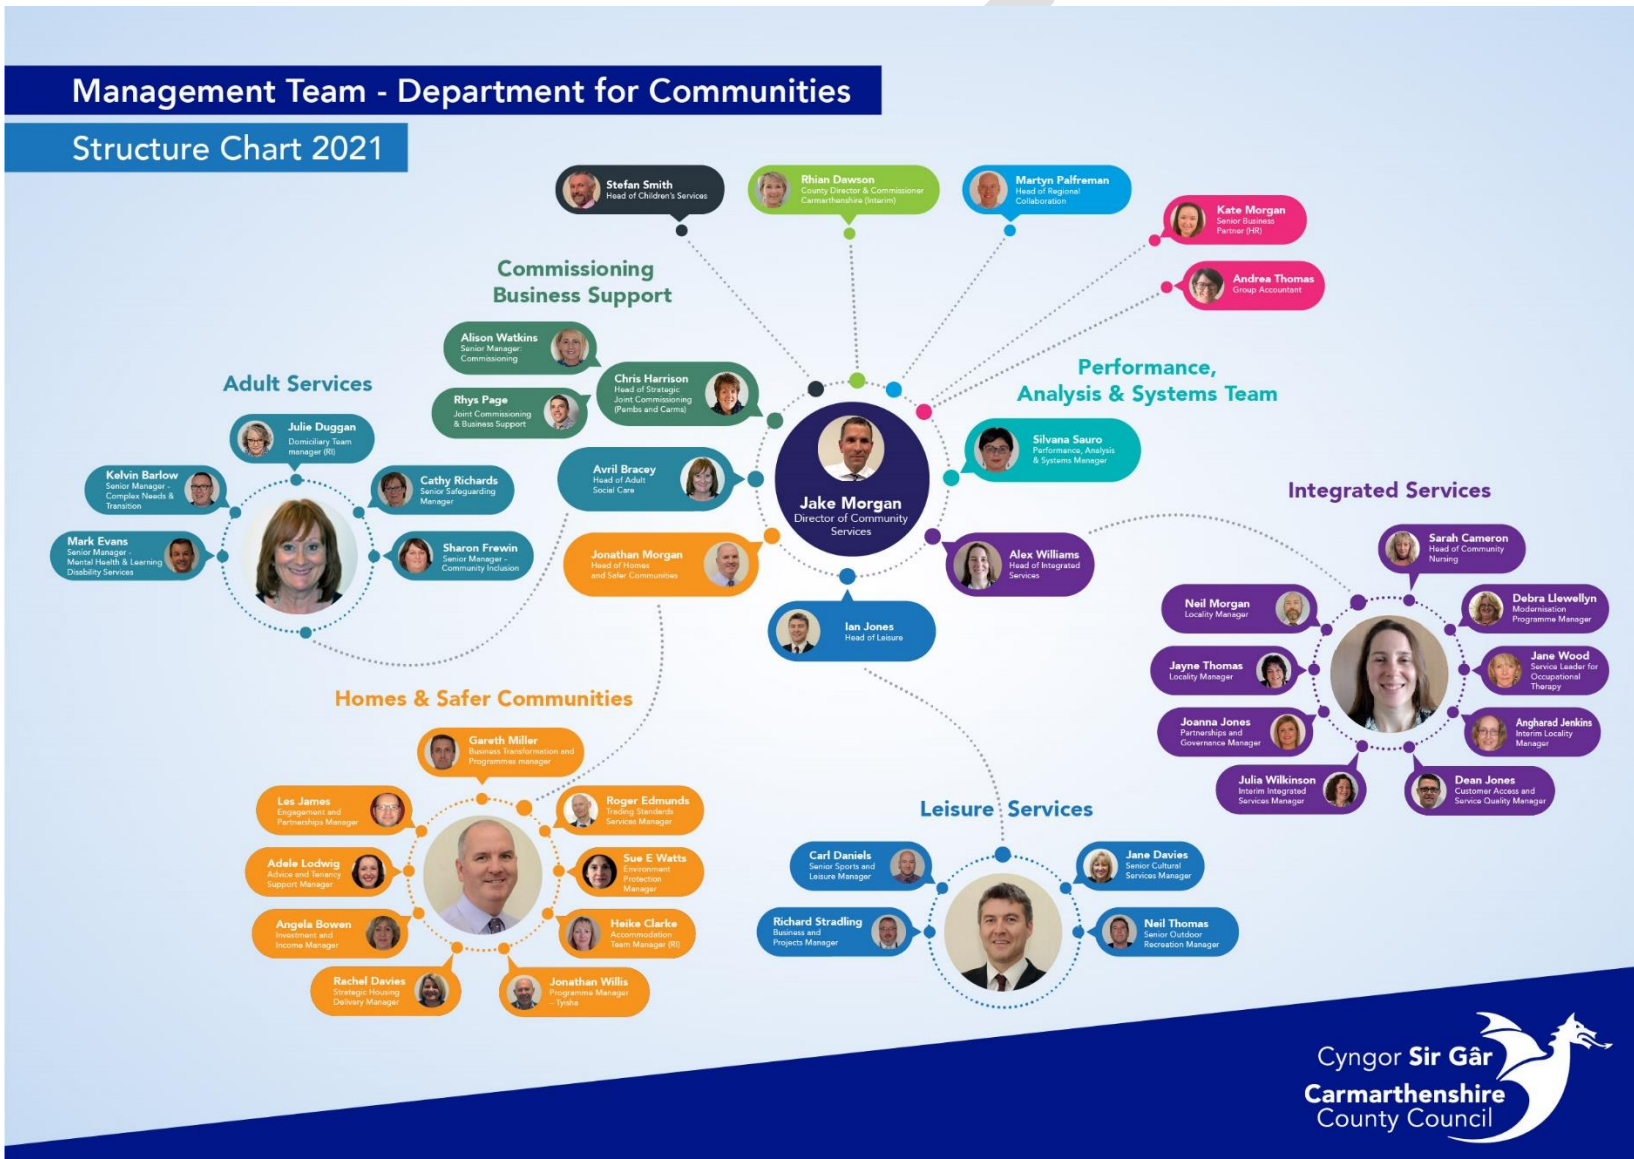 Management Team - Department for Communities
Structure Chart 2021
Stefan Smith
Head of Children's Services
Rhian Dawson
County Director & Commissioner
Carmarthenshire (Interim)
Martyn Palfreman
Head of Regional
Collaboration
Kate Morgan
Senior Business
Partner (HR)
Andrea Thomas
Group Accountant
Commissioning
Business Support
Alison Watkins
Senior Manager:
Commissioning
Rhys Page
Joint Commissioning
& Business Support
Chris Harrison
Head of Strategic
Joint Commissioning
(Pembs and Carms)
Adult Services
Julie Duggan
Domiciliary Team
manager (RI)
Kelvin Barlow
Senior Manager -
Complex Needs &
Transition
Cathy Richards
Senior Safeguarding
Manager
Mark Evans
Senior Manager -
Mental Health & Learning
Disability Services
Sharon Frewin
Senior Manager -
Community Inclusion
Avril Bracey
Head of Adult
Social Care
Jonathan Morgan
Head of Homes
and Safer Communities
Jake Morgan
Director of Community
Services
Ian Jones
Head of Leisure
Performance,
Analysis & Systems Team
Silvana Sauro
Performance, Analysis
& Systems Manager
Alex Williams
Head of Integrated
Services
Integrated Services
Sarah Cameron
Head of Community
Nursing
Neil Morgan
Locality Manager
Debra Llewellyn
Modernisation
Programme Manager
Jayne Thomas
Locality Manager
Jane Wood
Service Leader for
Occupational
Therapy
Joanna Jones
Partnerships and
Governance Manager
Angharad Jenkins
Interim Locality
Manager
Julia Wilkinson
Interim Integrated
Services Manager
Dean Jones
Customer Access and
Service Quality Manager
Homes & Safer Communities
Gareth Miller
Business Transformation and
Programmes manager
Les James
Engagement and
Partnerships Manager
Roger Edmunds
Trading Standards
Services Manager
Adele Lodwig
Advice and Tenancy
Support Manager
Sue E Watts
Environment
Protection
Manager
Angela Bowen
Investment and
Income Manager
Heike Clarke
Accommodation
Team Manager (RI)
Rachel Davies
Strategic Housing
Delivery Manager
Jonathan Willis
Programme Manager
– Tyisha
Leisure Services
Carl Daniels
Senior Sports and
Leisure Manager
Jane Davies
Senior Cultural
Services Manager
Richard Stradling
Business and
Projects Manager
Neil Thomas
Senior Outdoor
Recreation Manager
Cyngor Sir Gâr
Carmarthenshire
County Council